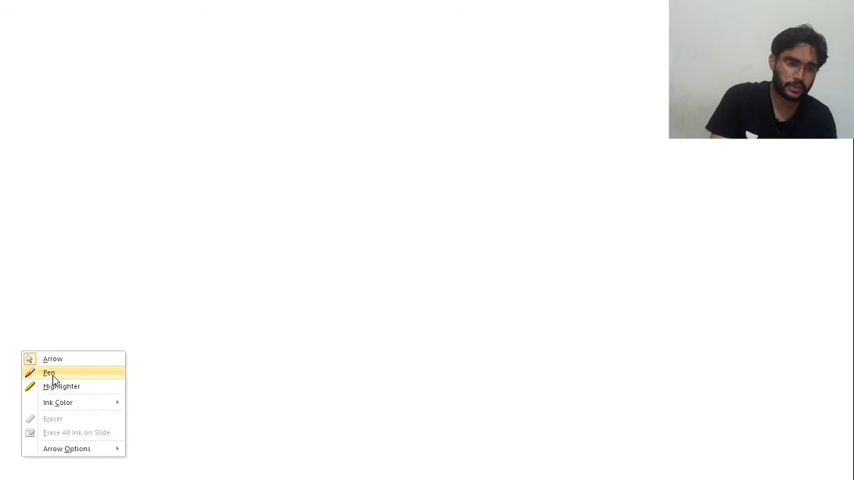 Arrow
Pen
Highlighter
Ink Color
Eraser
Erase All Ink on Slide
Arrow Options